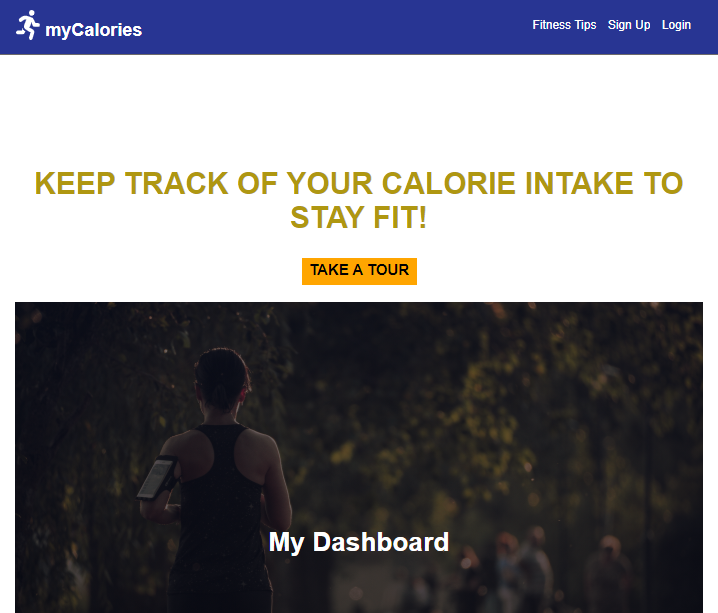 myCalories
Fitness Tips Sign Up Login
KEEP TRACK OF YOUR CALORIE INTAKE TO
STAY FIT!
TAKE A TOUR
My Dashboard